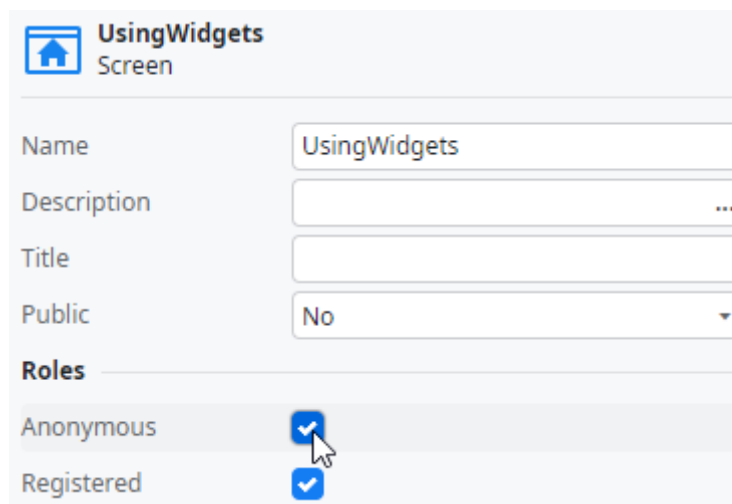 UsingWidgets
Screen
Name UsingWidgets
Description ...
Title
Public No
Roles
Anonymous
Registered